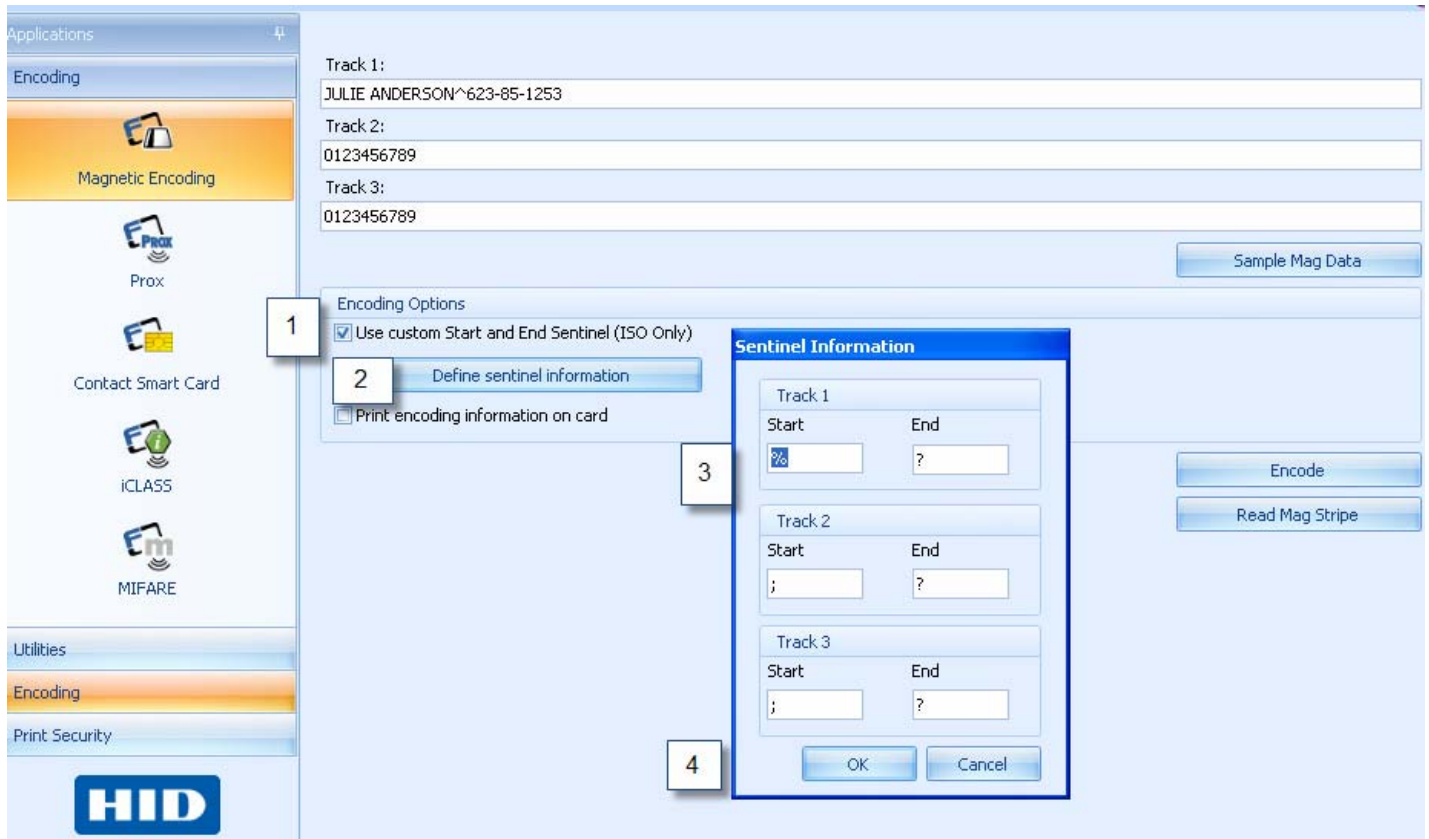 Applications
Encoding
Magnetic Encoding
PROX
Prox
Contact Smart Card
iCLASS
MIFARE
Utilities
Encoding
Print Security
HID
Track 1:
JULIE ANDERSON^623-85-1253
Track 2:
0123456789
Track 3:
0123456789
Sample Mag Data
Encoding Options
1
Use custom Start and End Sentinel (ISO Only)
2
Define sentinel information
Print encoding information on card
Encode
Read Mag Stripe
Sentinel Information
3
Track 1
Start End
% ?
Track 2
Start End
; ?
Track 3
Start End
; ?
4
OK Cancel